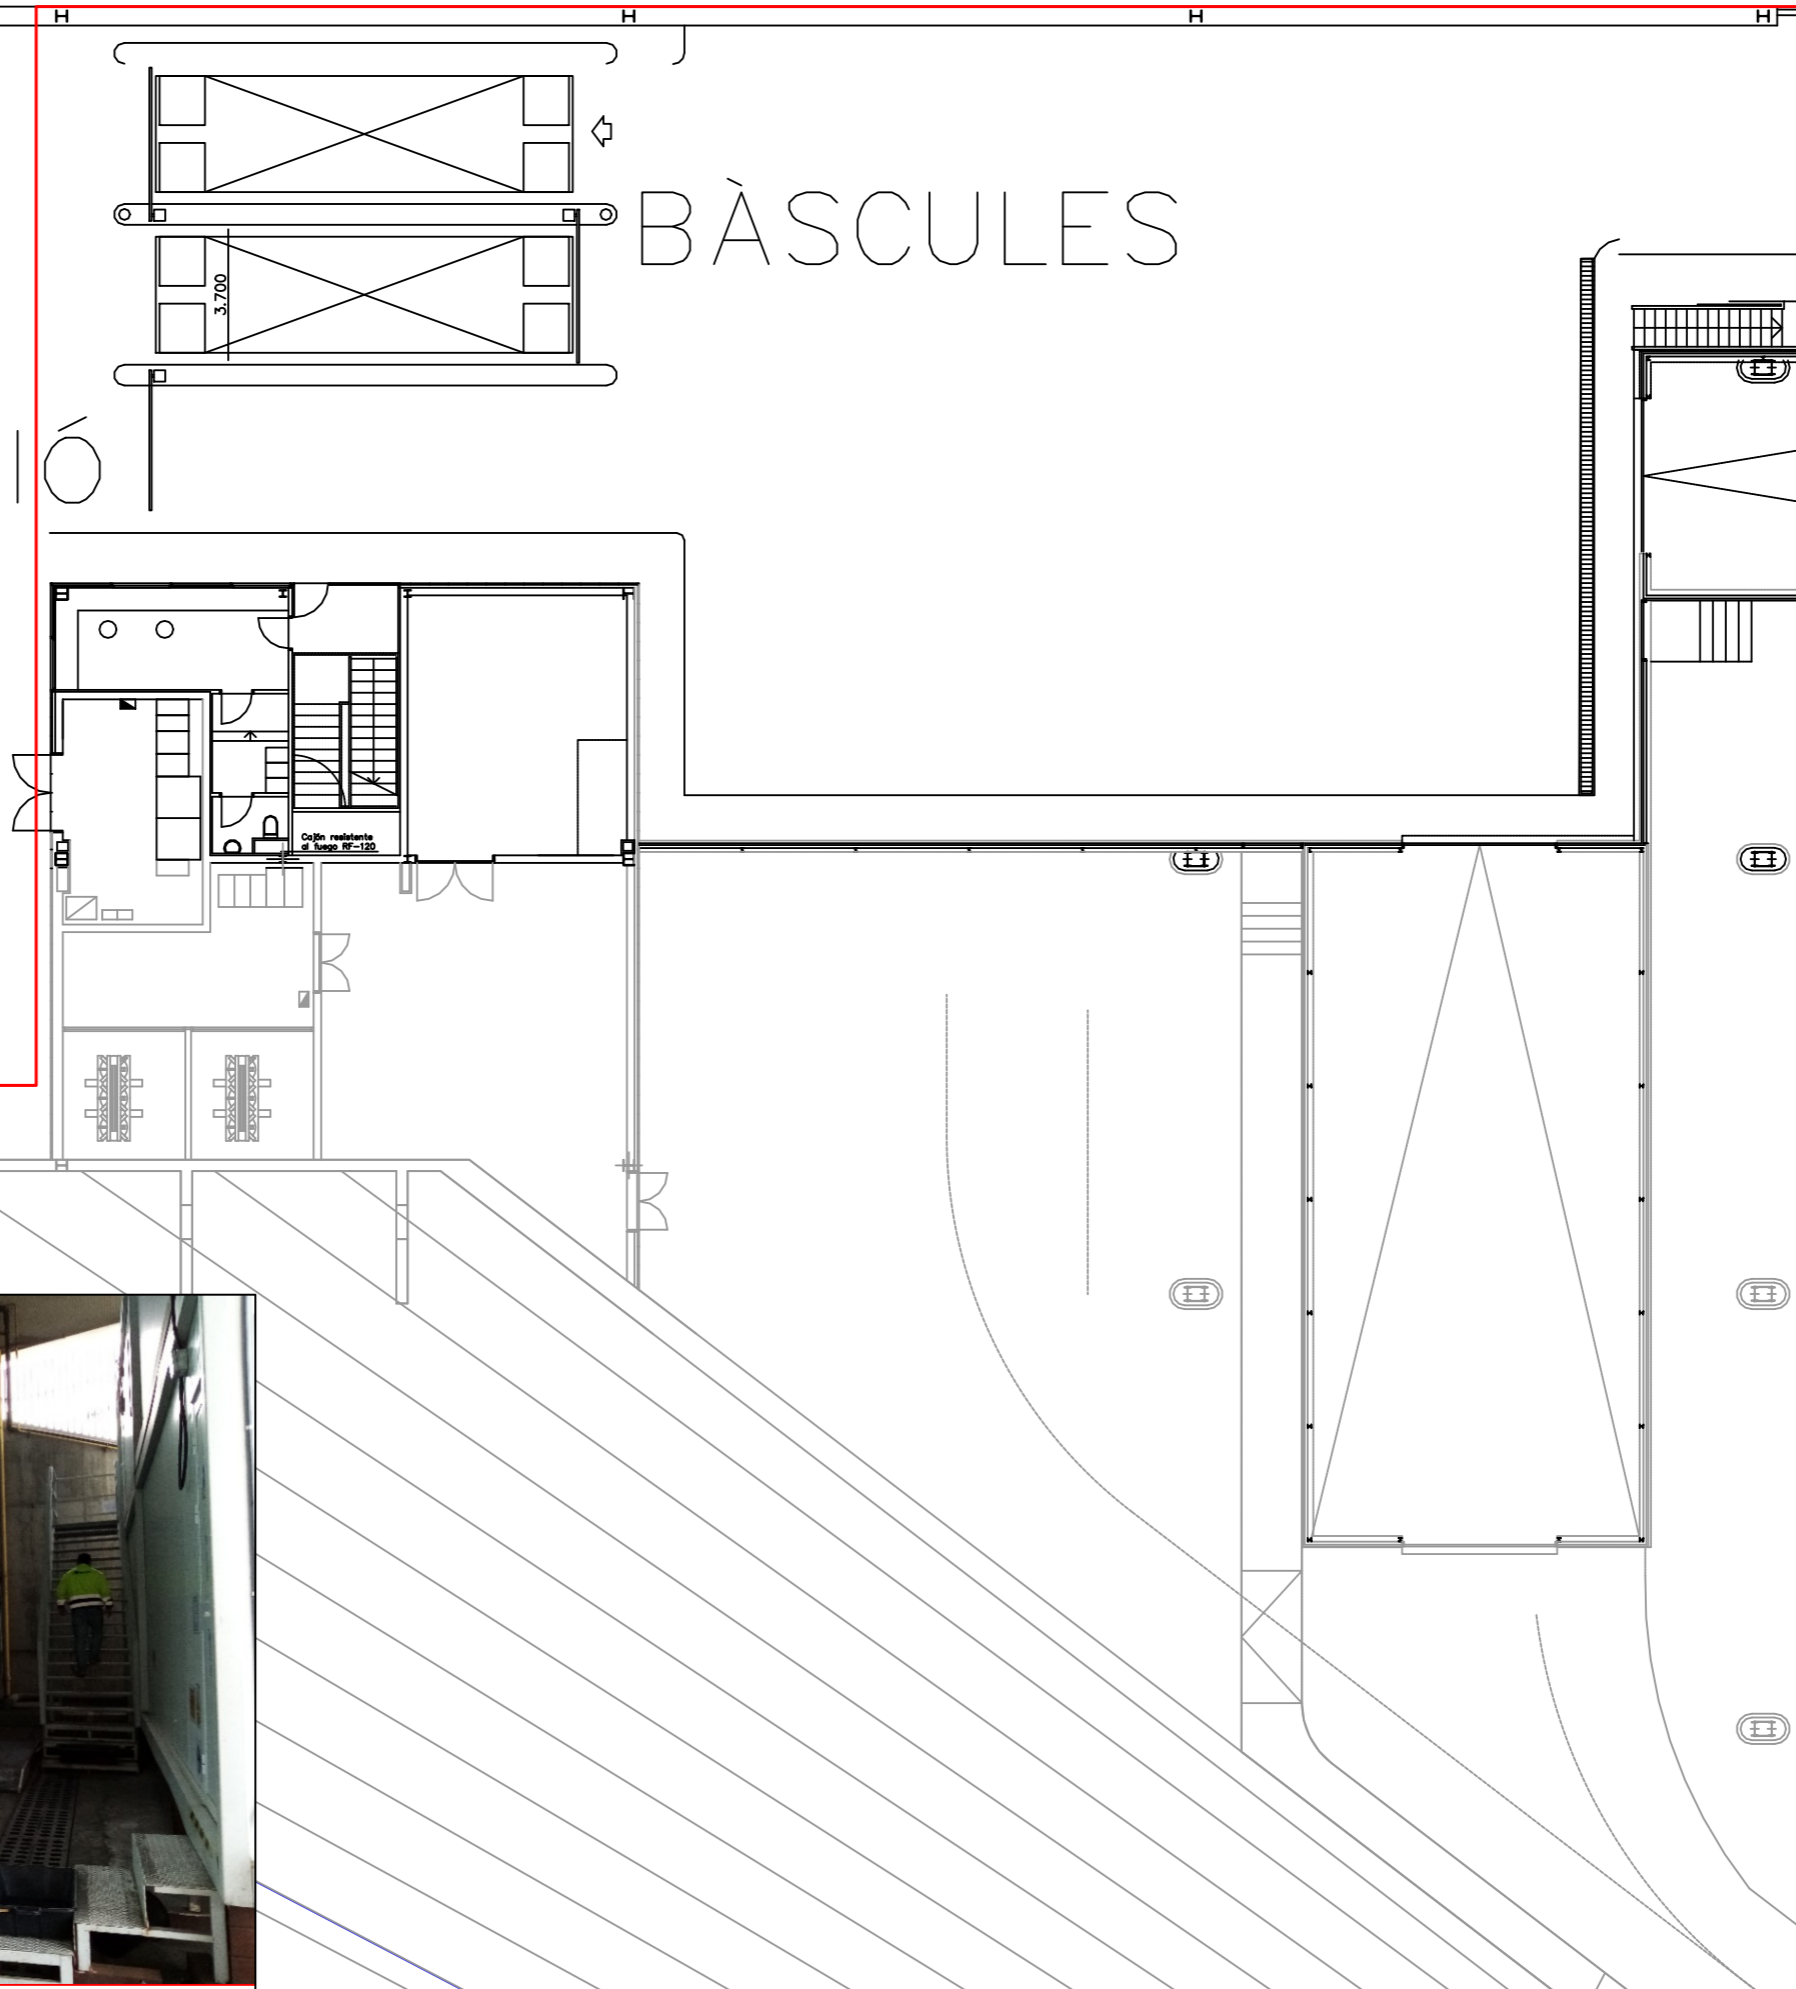 BÀSCULES
3.700
IÓ
Cajón resistente
al fuego RF-120